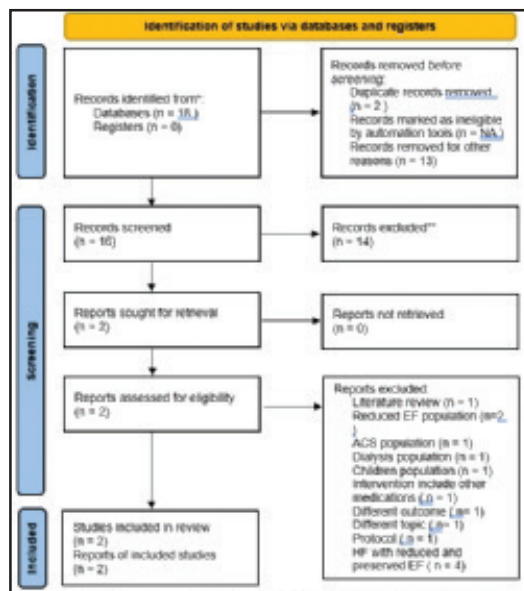 Identification of studies via databases and registers
Identification
Records identified from*:
Databases (n = 18 )
Registers (n = 0)
Records removed before
screening:
Duplicate records removed
(n = 2 )
Records marked as ineligible
by automation tools (n = NA )
Records removed for other
reasons (n = 13)
Screening
Records screened
(n = 16)
Records excluded**
(n = 14)
Reports sought for retrieval
(n = 2)
Reports not retrieved
(n = 0)
Reports assessed for eligibility
(n = 2)
Reports excluded:
Literature review (n = 1)
Reduced EF population (n=2
)
ACS population (n = 1)
Dialysis population (n = 1)
Children population (n = 1)
Intervention include other
medications ( n = 1)
Different outcome ( n= 1)
Different topic ( n= 1)
Protocol ( n = 1)
HF with reduced and
preserved EF ( n = 4)
Included
Studies included in review
(n = 2)
Reports of included studies
(n = 2)